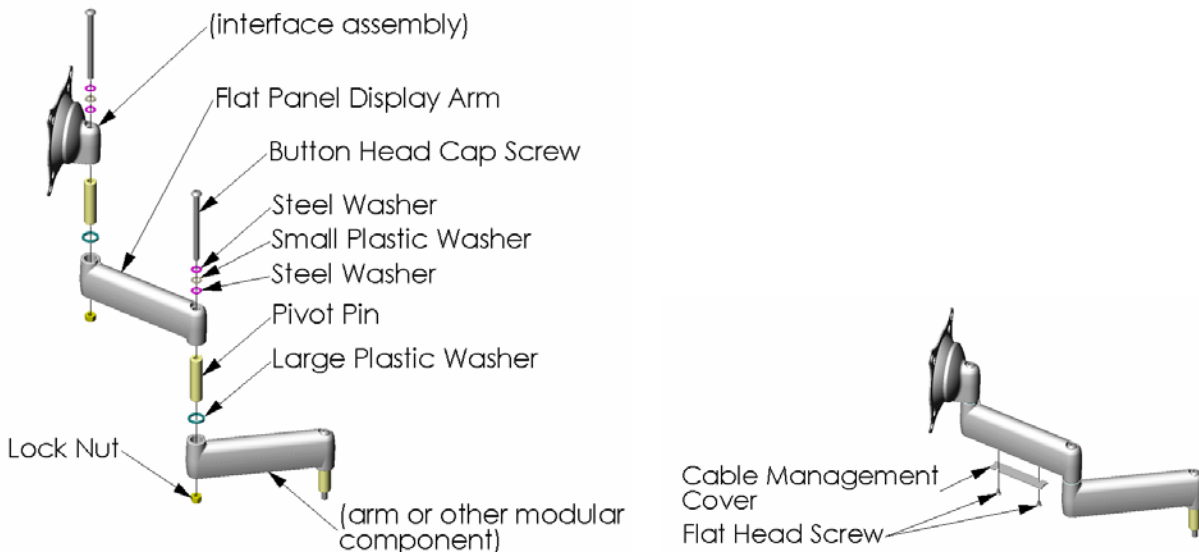 (interface assembly)
Flat Panel Display Arm
Button Head Cap Screw
Steel Washer
Small Plastic Washer
Steel Washer
Pivot Pin
Large Plastic Washer
Lock Nut
(arm or other modular
component)
Cable Management
Cover
Flat Head Screw